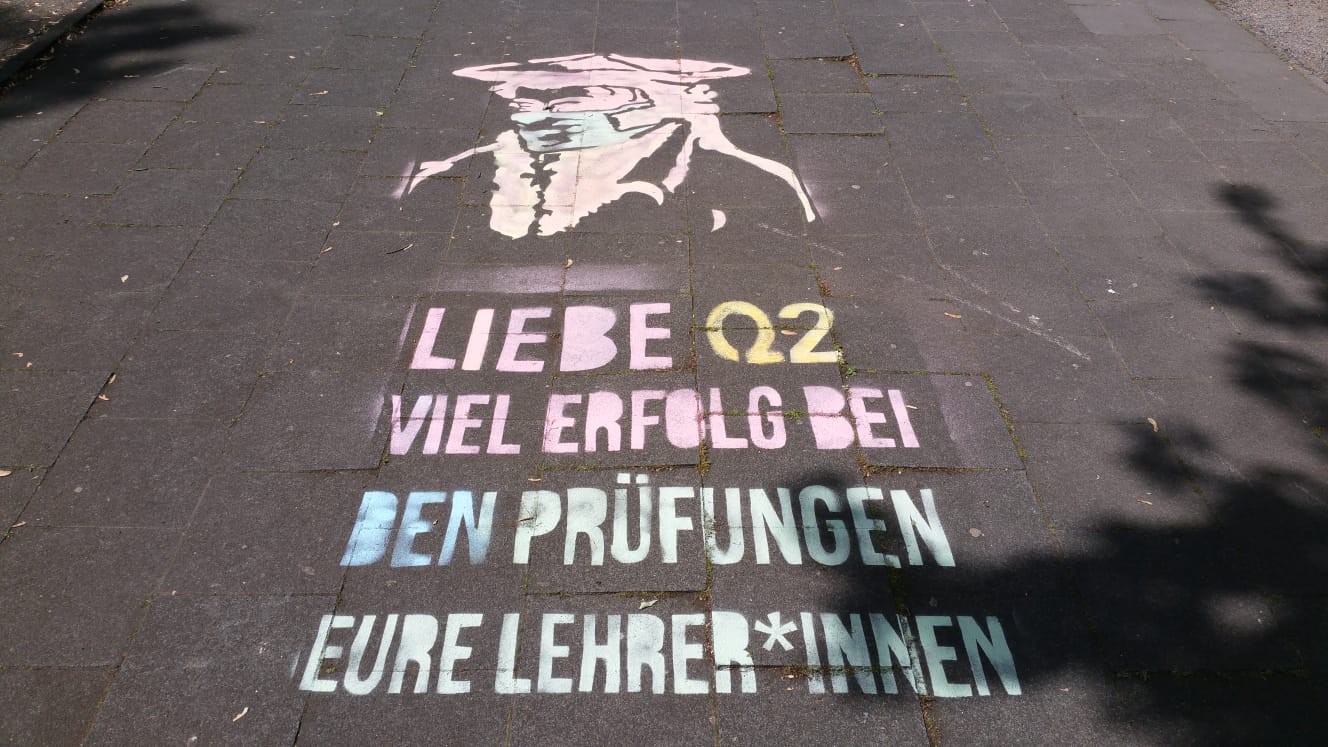 LIEBE Q2
VIEL ERFOLG BEI
DEN PRÜFUNGEN
EURE LEHRER*INNEN